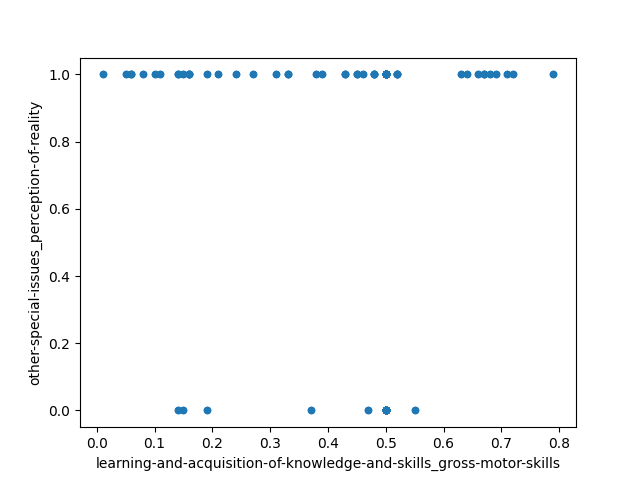 1.0
0.8
0.6
0.4
0.2
0.0
other-special-issues_perception-of-reality
0.0 0.1 0.2 0.3 0.4 0.5 0.6 0.7 0.8
learning-and-acquisition-of-knowledge-and-skills_gross-motor-skills